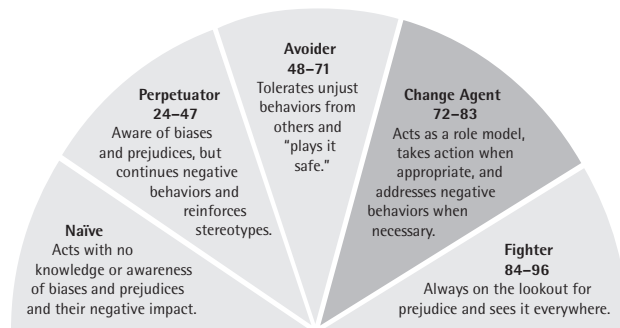 Naïve
Acts with no
knowledge or awareness
of biases and prejudices
and their negative impact.
Perpetuator
24–47
Aware of biases
and prejudices, but
continues negative
behaviors and
reinforces
stereotypes.
Avoider
48–71
Tolerates unjust
behaviors from
others and
"plays it
safe."
Change Agent
72–83
Acts as a role model,
takes action when
appropriate, and
addresses negative
behaviors when
necessary.
Fighter
84–96
Always on the lookout for
prejudice and sees it everywhere.